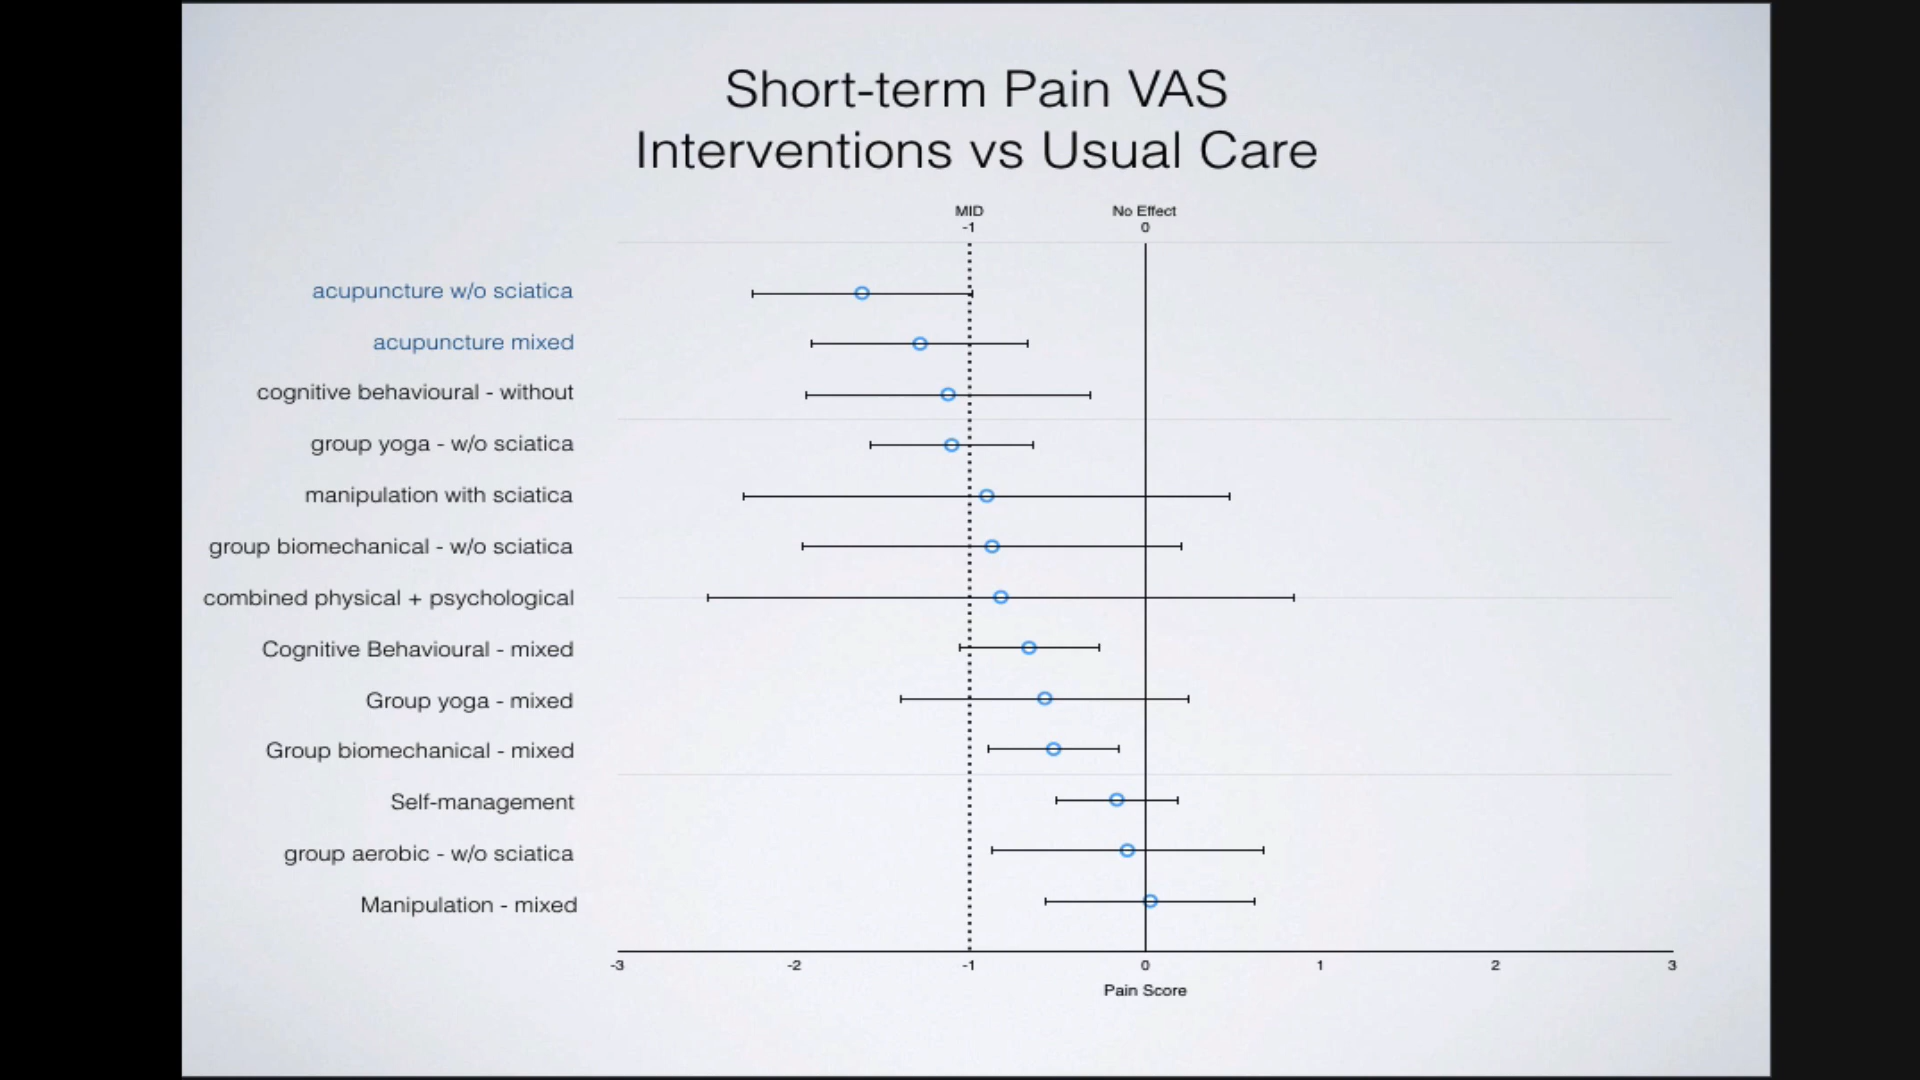 Short-term Pain VAS
Interventions vs Usual Care
MID
-1
No Effect
0
acupuncture w/o sciatica
acupuncture mixed
cognitive behavioural - without
group yoga - w/o sciatica
manipulation with sciatica
group biomechanical - w/o sciatica
combined physical + psychological
Cognitive Behavioural - mixed
Group yoga - mixed
Group biomechanical - mixed
Self-management
group aerobic - w/o sciatica
Manipulation - mixed
-3 -2 -1 0 1 2 3
Pain Score